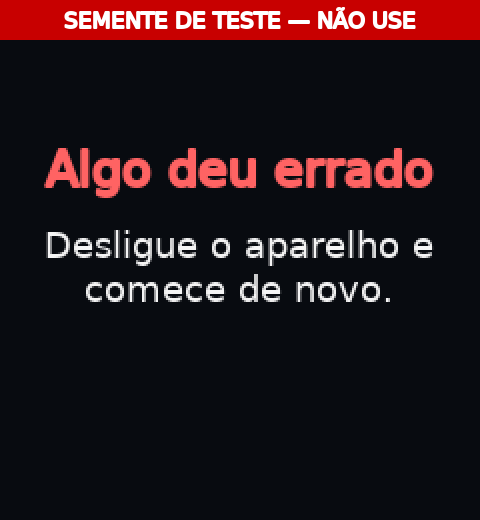 SEMENTE DE TESTE — NÃO USE
Algo deu errado
Desligue o aparelho e
comece de novo.